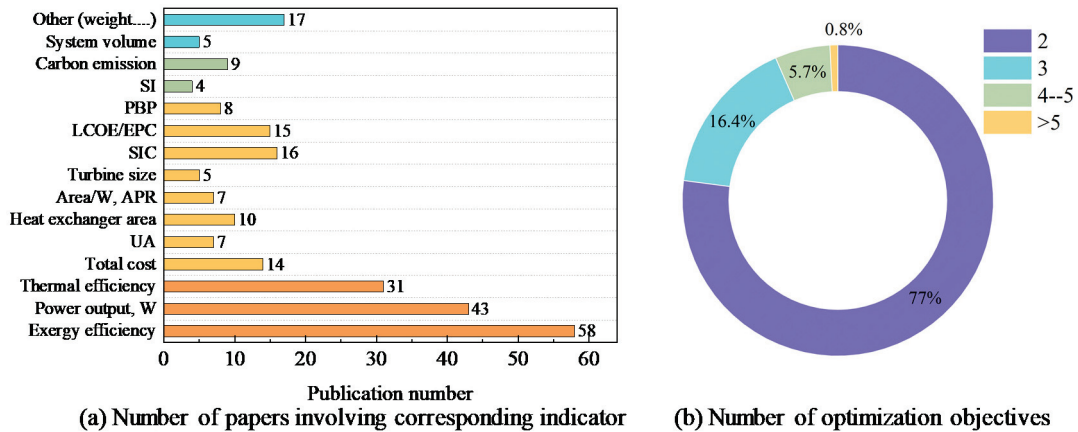 Other (weight....)
17
System volume
5
Carbon emission
9
SI
4
PBP
8
LCOE/EPC
15
SIC
16
Turbine size
5
Area/W, APR
7
Heat exchanger area
10
UA
7
Total cost
14
Thermal efficiency
31
Power output, W
43
Exergy efficiency
58
0 10 20 30 40 50 60
Publication number
(a) Number of papers involving corresponding indicator
0.8%
5.7%
16.4%
77%
2
3
4--5
>5
(b) Number of optimization objectives